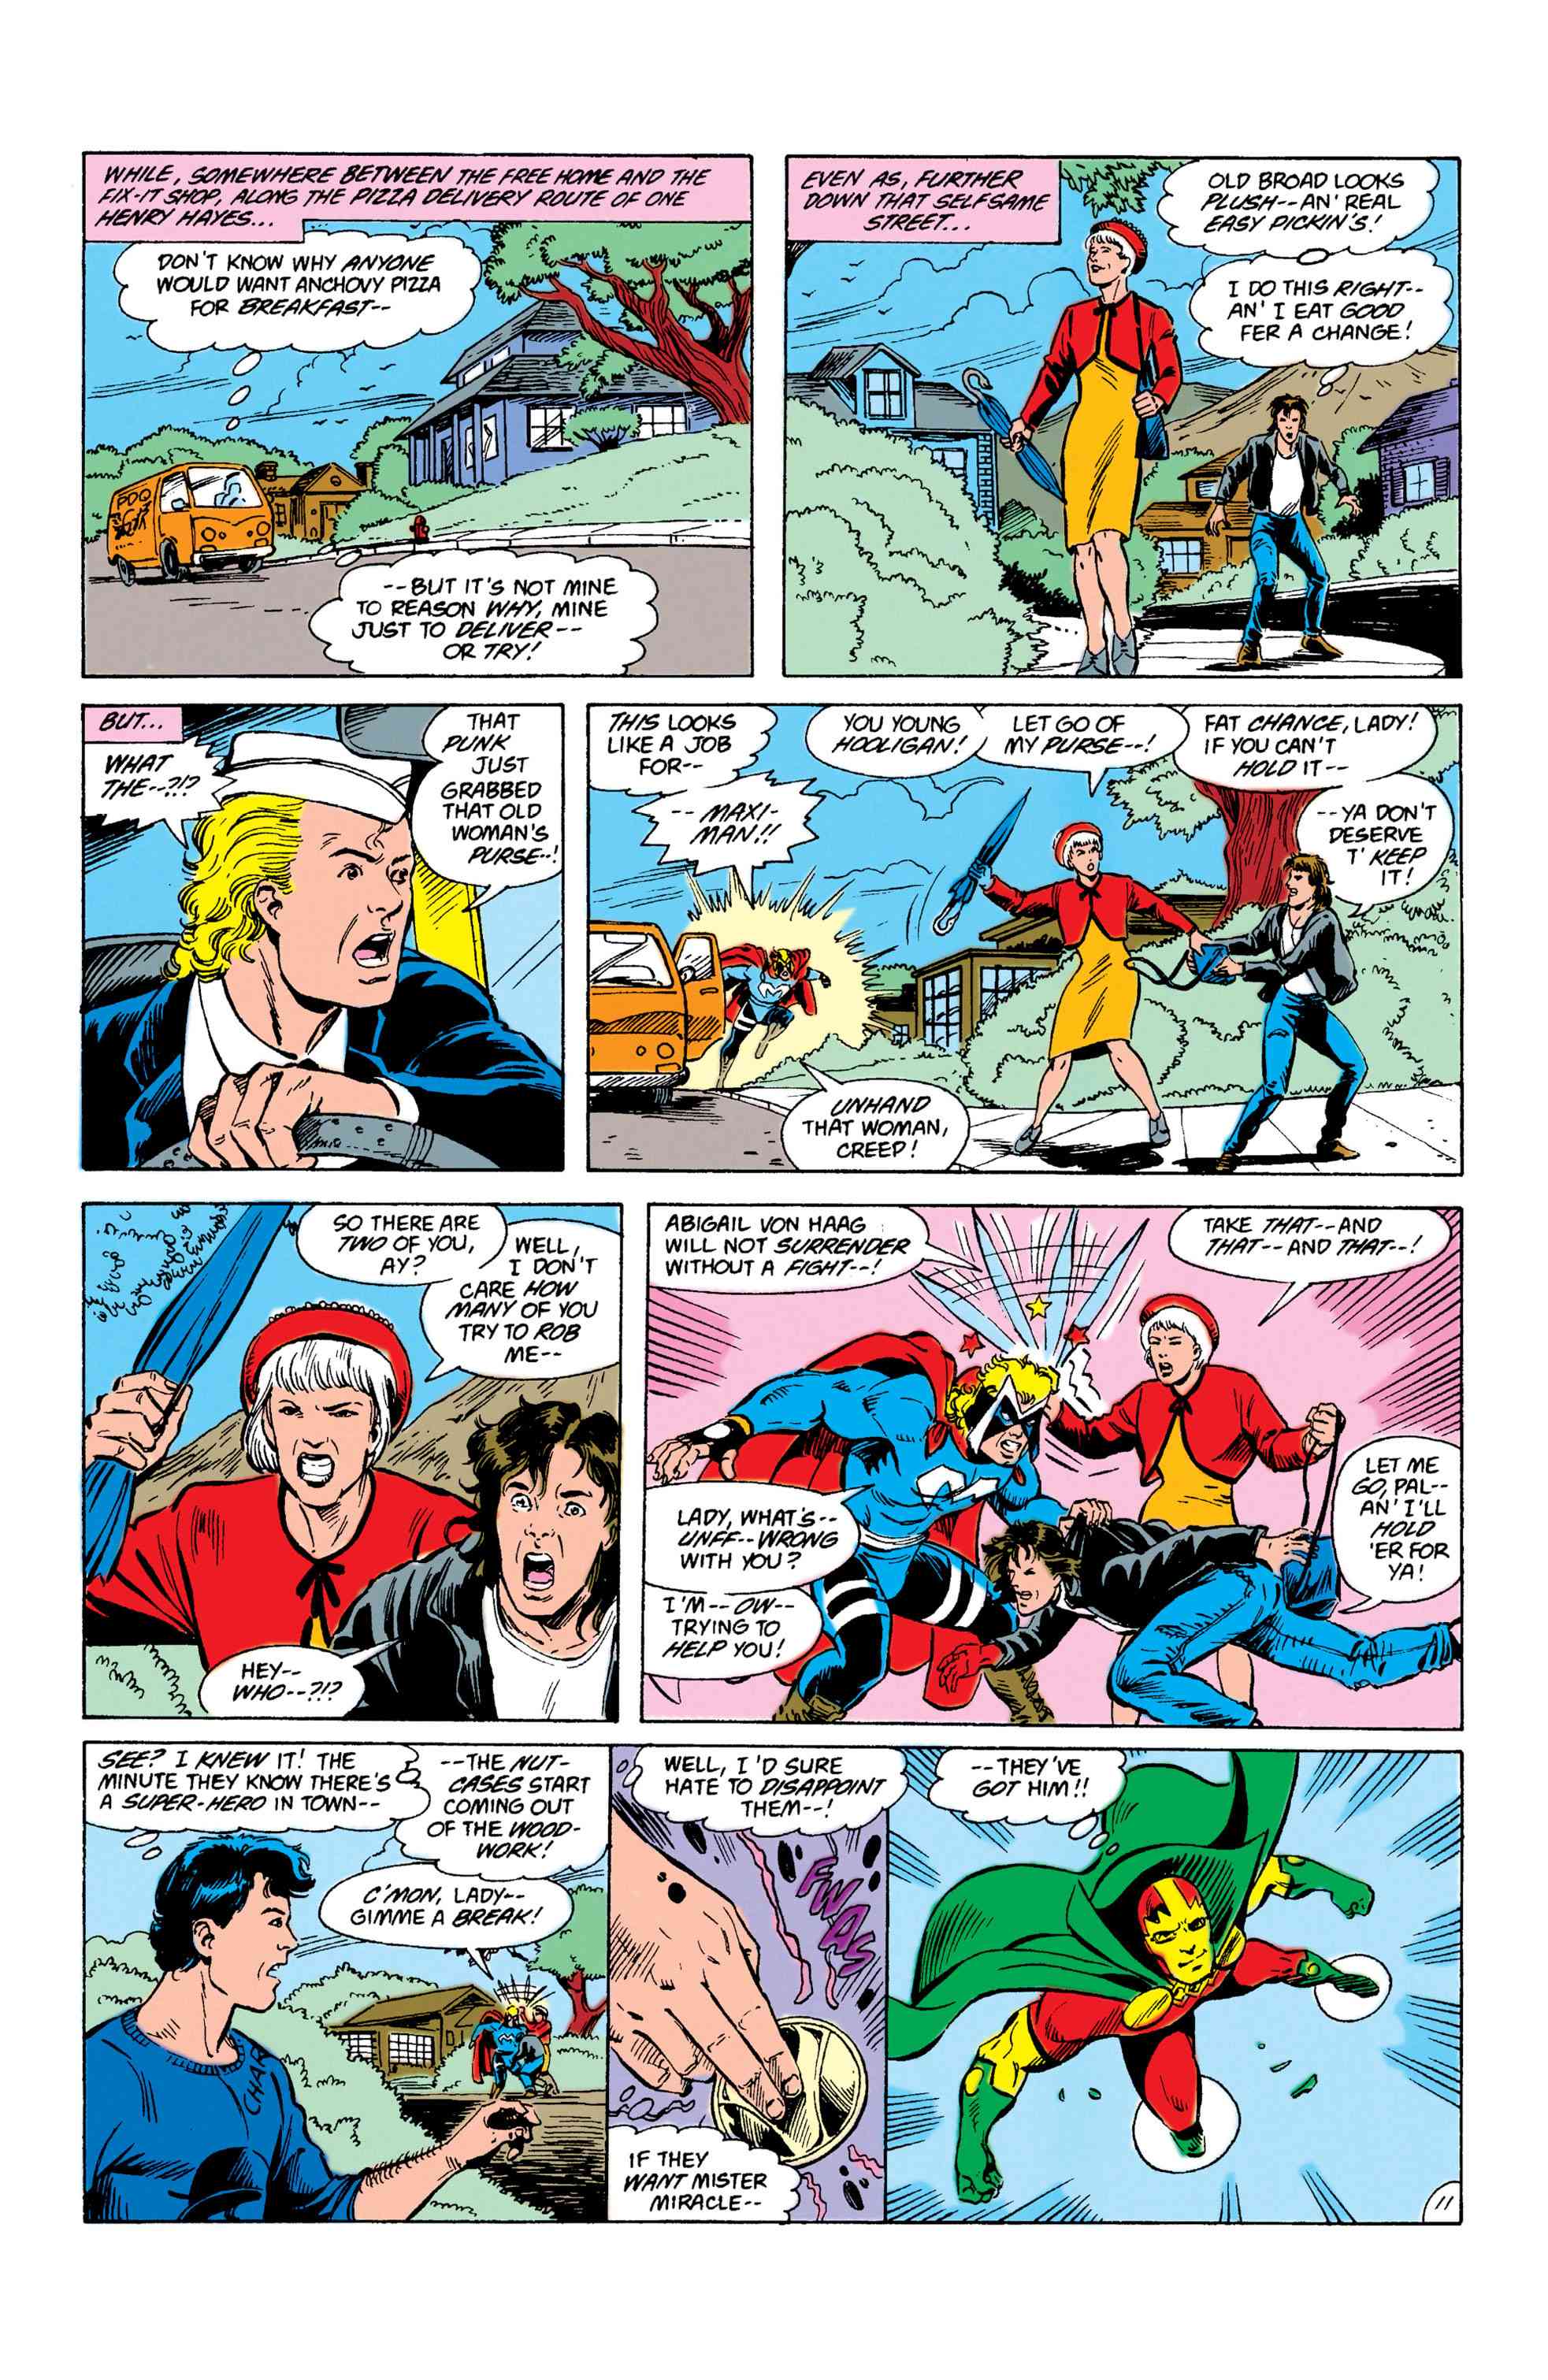 WHILE, SOMEWHERE BETWEEN THE FREE HOME AND THE
FIX-IT SHOP, ALONG THE PIZZA DELIVERY ROUTE OF ONE
HENRY HAYES...
DON'T KNOW WHY ANYONE
WOULD WANT ANCHOVY PIZZA
FOR BREAKFAST--
PDQ
--BUT IT'S NOT MINE
TO REASON WHY, MINE
JUST TO DELIVER--
OR TRY!
EVEN AS, FURTHER
DOWN THAT SELFSAME
STREET...
OLD BROAD LOOKS
PLUSH--AN' REAL
EASY PICKIN'S!
I DO THIS RIGHT--
AN' I EAT GOOD
FER A CHANGE!
BUT...
WHAT
THE--?!?
THAT
PUNK
JUST
GRABBED
THAT OLD
WOMAN'S
PURSE--!
THIS LOOKS
LIKE A JOB
FOR--
--MAXI-
MAN!!
YOU YOUNG
HOOLIGAN!
LET GO OF
MY PURSE--!
FAT CHANCE, LADY!
IF YOU CAN'T
HOLD IT--
--YA DON'T
DESERVE
T' KEEP
IT!
UNHAND
THAT WOMAN,
CREEP!
SO THERE ARE
TWO OF YOU,
AY?
WELL,
I DON'T
CARE HOW
MANY OF YOU
TRY TO ROB
ME--
HEY--
WHO--?!?
ABIGAIL VON HAAG
WILL NOT SURRENDER
WITHOUT A FIGHT--!
TAKE THAT--AND
THAT--AND THAT--!
LADY, WHAT'S--
UNFF--WRONG
WITH YOU?
I'M--OW--
TRYING TO
HELP YOU!
LET ME
GO, PAL--
AN' I'LL
HOLD
'ER FOR
YA!
SEE? I KNEW IT! THE
MINUTE THEY KNOW THERE'S
A SUPER-HERO IN TOWN--
--THE NUT-
CASES START
COMING OUT
OF THE WOOD-
WORK!
C'MON, LADY--
GIMME A BREAK!
CHAR
WELL, I'D SURE
HATE TO DISAPPOINT
THEM--!
FWAS
IF THEY
WANT MISTER
MIRACLE--
--THEY'VE
GOT HIM!!
11